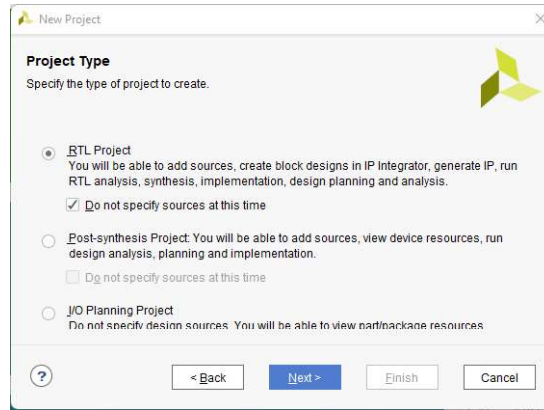 New Project
Project Type
Specify the type of project to create.
RTL Project
You will be able to add sources, create block designs in IP Integrator, generate IP, run
RTL analysis, synthesis, implementation, design planning and analysis.
Do not specify sources at this time
Post-synthesis Project: You will be able to add sources, view device resources, run
design analysis, planning and implementation.
Do not specify sources at this time
I/O Planning Project
Do not specify design sources. You will be able to view part/package resources
?
< Back
Next >
Finish
Cancel